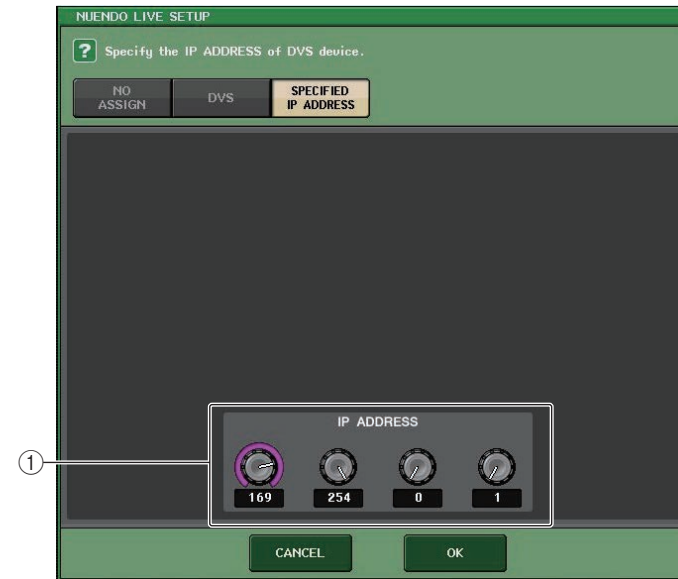 NUENDO LIVE SETUP
? Specify the IP ADDRESS of DVS device.
NO ASSIGN
DVS
SPECIFIED IP ADDRESS
IP ADDRESS
① 
169 254 0 1
CANCEL OK